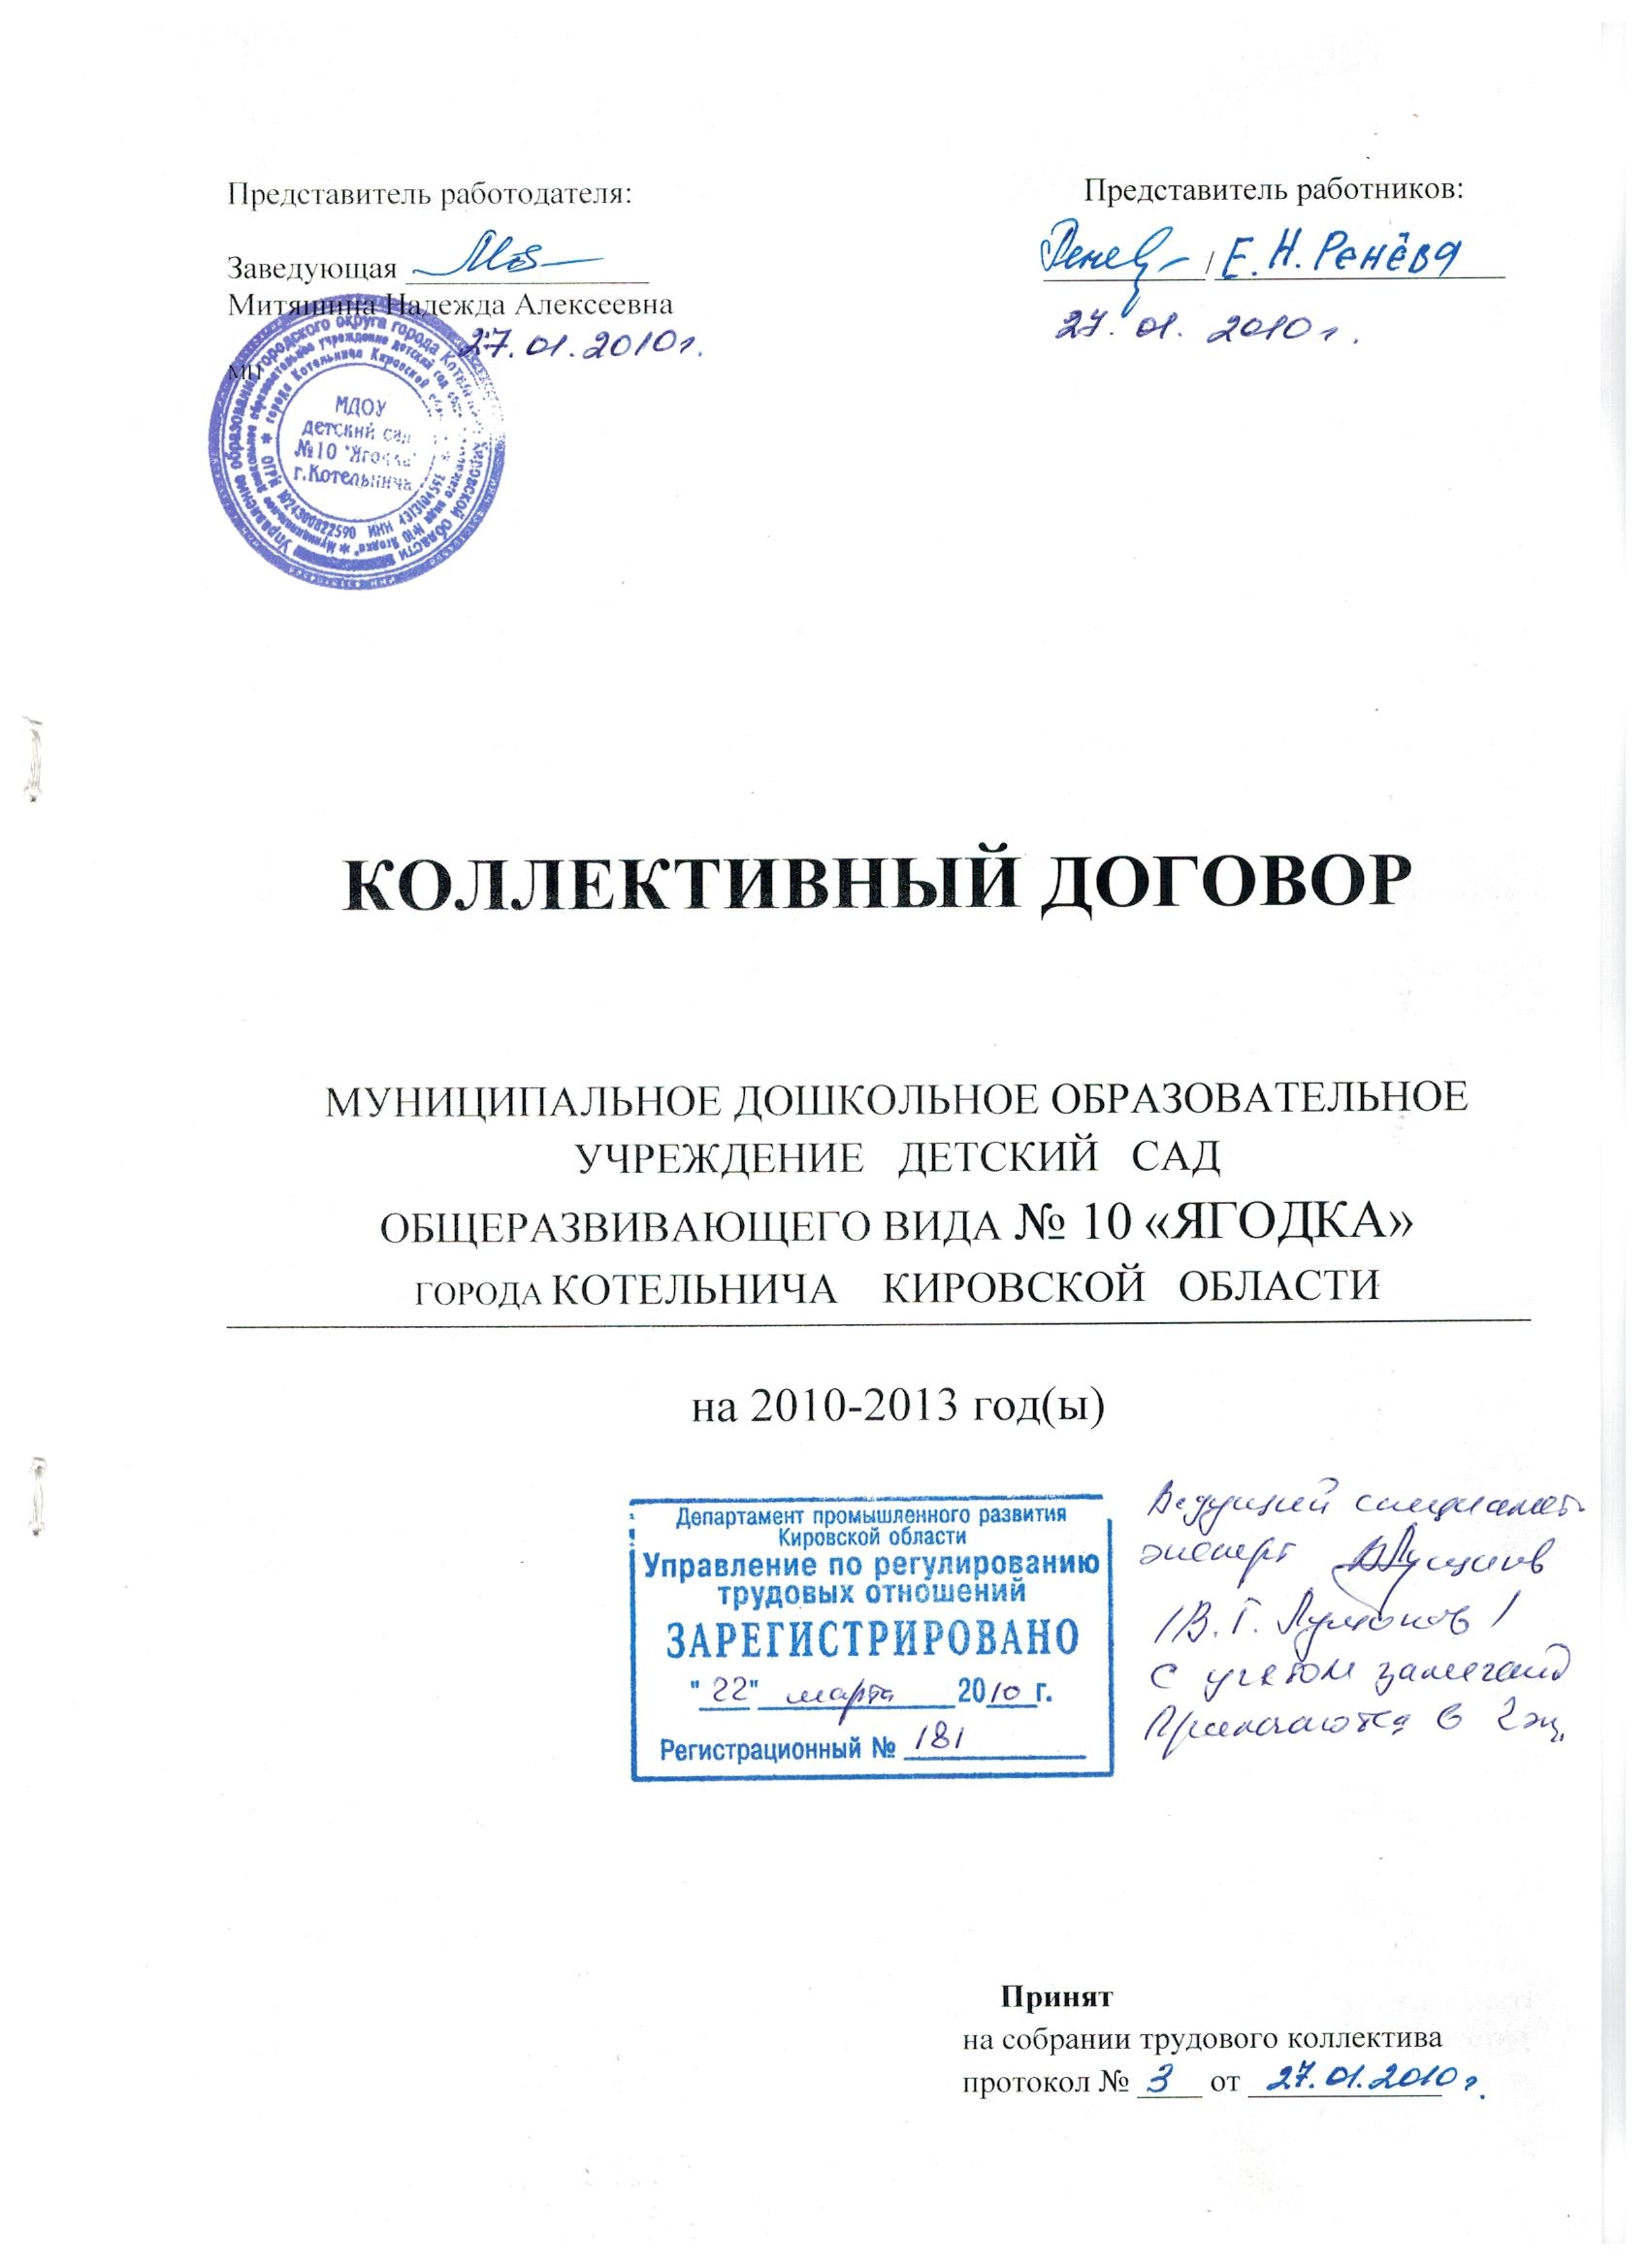 Представитель работодателя:
Заведующая
Митяшина Надежда Алексеевна
27.01.2010г.
мп
МДОУ
детский сад
№10 "Ягодка"
г.Котельнича
Представитель работников:
/ Е.Н. Ренёва
27.01.2010г.
КОЛЛЕКТИВНЫЙ ДОГОВОР
МУНИЦИПАЛЬНОЕ ДОШКОЛЬНОЕ ОБРАЗОВАТЕЛЬНОЕ
УЧРЕЖДЕНИЕ ДЕТСКИЙ САД
ОБЩЕРАЗВИВАЮЩЕГО ВИДА № 10 «ЯГОДКА»
ГОРОДА КОТЕЛЬНИЧА КИРОВСКОЙ ОБЛАСТИ
на 2010-2013 год(ы)
Департамент промышленного развития
Кировской области
Управление по регулированию
трудовых отношений
ЗАРЕГИСТРИРОВАНО
"22" марта 2010 г.
Регистрационный № 181
Ведущий специалист-
эксперт
/В.Г.
с учетом
в 2 эк.
Принят
на собрании трудового коллектива
протокол № 3 от 27.01.2010 г.